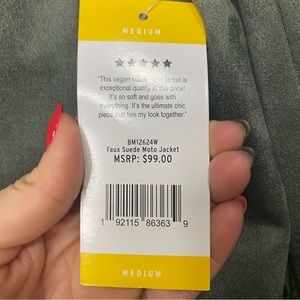 MEDIUM
"This vegan suede moto jacket is
exceptional quality at this price!
It's so soft and goes with
everything. It's the ultimate chic
piece that ties my look together."
BM12624W
Faux Suede Moto Jacket
MSRP: $99.00
1 92115 86363 9
MEDIUM